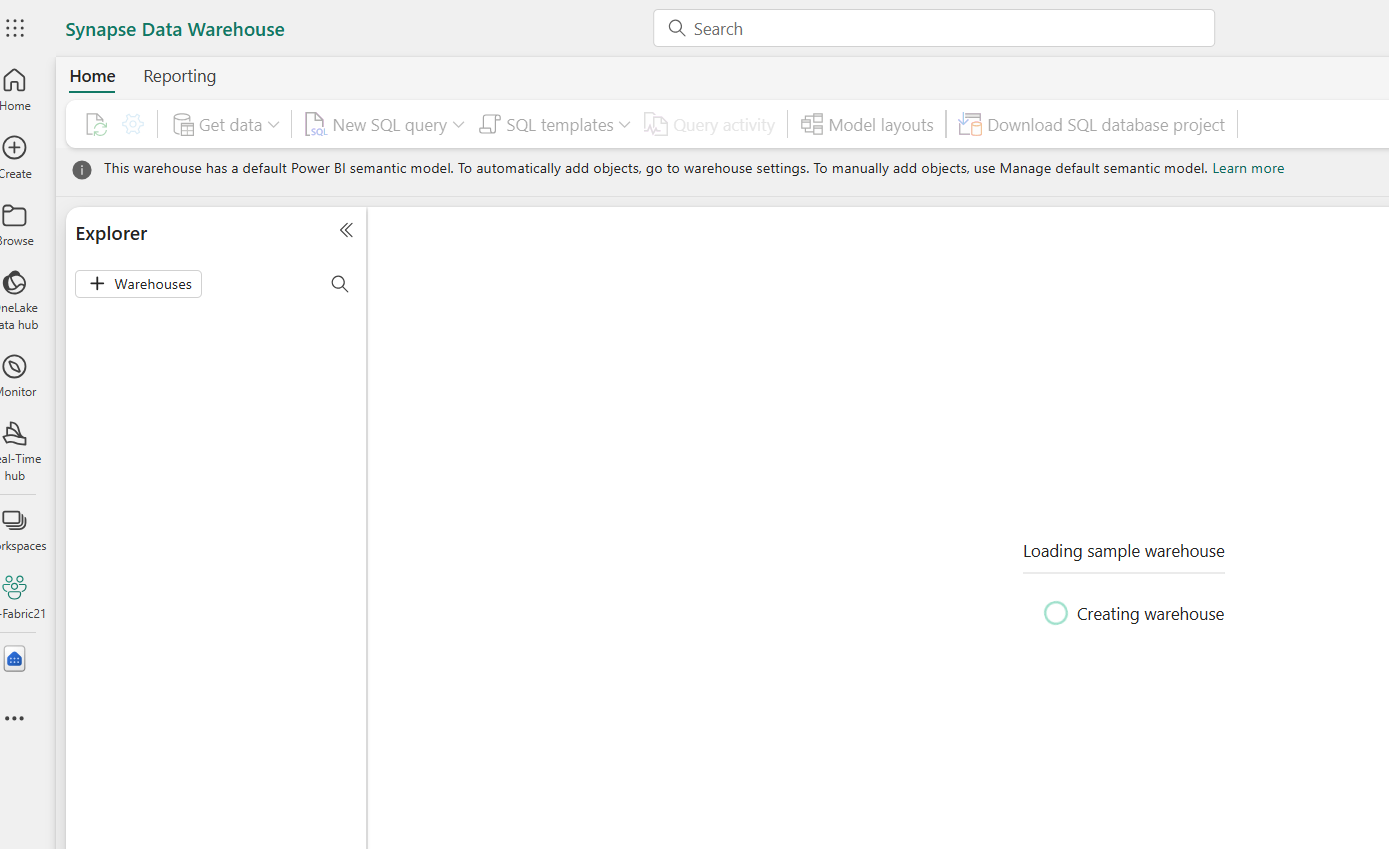 Synapse Data Warehouse
Search
Home Reporting
Get data New SQL query SQL templates Query activity Model layouts Download SQL database project
This warehouse has a default Power BI semantic model. To automatically add objects, go to warehouse settings. To manually add objects, use Manage default semantic model. Learn more
Home
Create
Browse
neLake
ata hub
Monitor
al-Time
hub
rkspaces
-Fabric21
Explorer
Warehouses
Loading sample warehouse
Creating warehouse